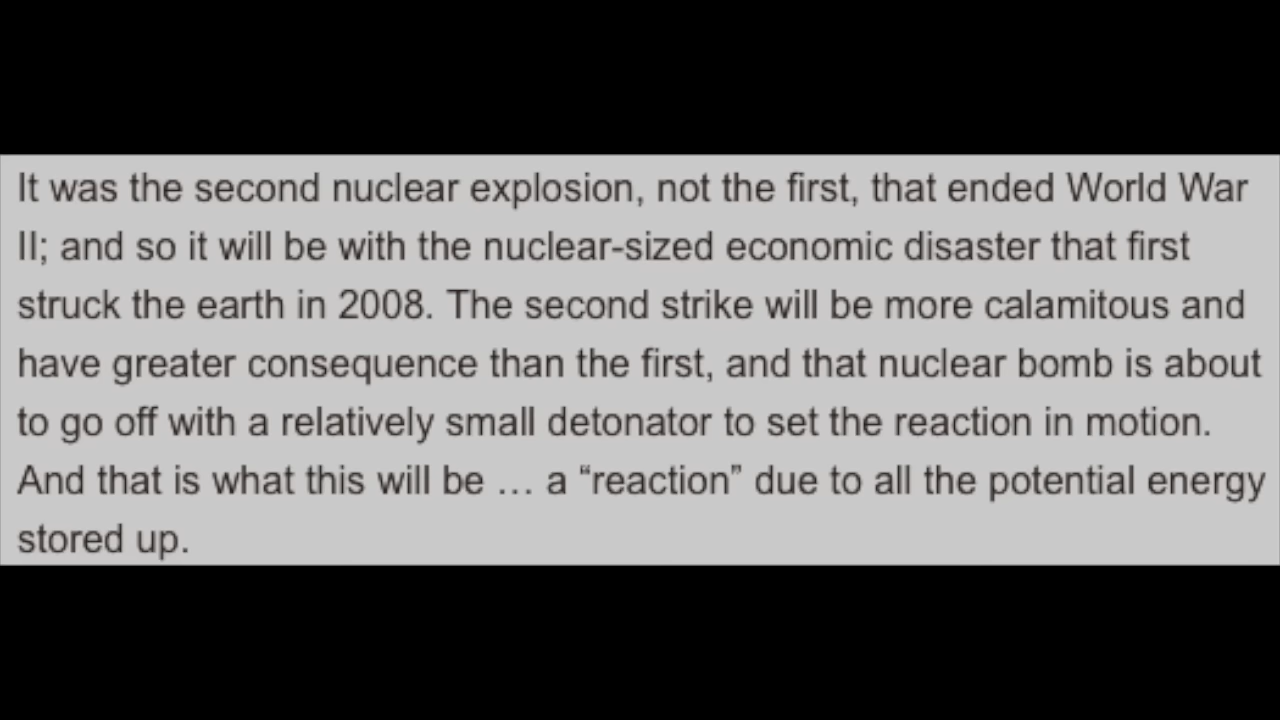 It was the second nuclear explosion, not the first, that ended World War
II; and so it will be with the nuclear-sized economic disaster that first
struck the earth in 2008. The second strike will be more calamitous and
have greater consequence than the first, and that nuclear bomb is about
to go off with a relatively small detonator to set the reaction in motion.
And that is what this will be … a “reaction” due to all the potential energy
stored up.